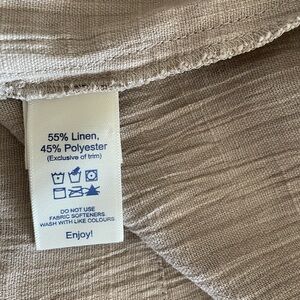 55% Linen,
45% Polyester
(Exclusive of trim)
DO NOT USE
FABRIC SOFTENERS
WASH WITH LIKE COLOURS
Enjoy!